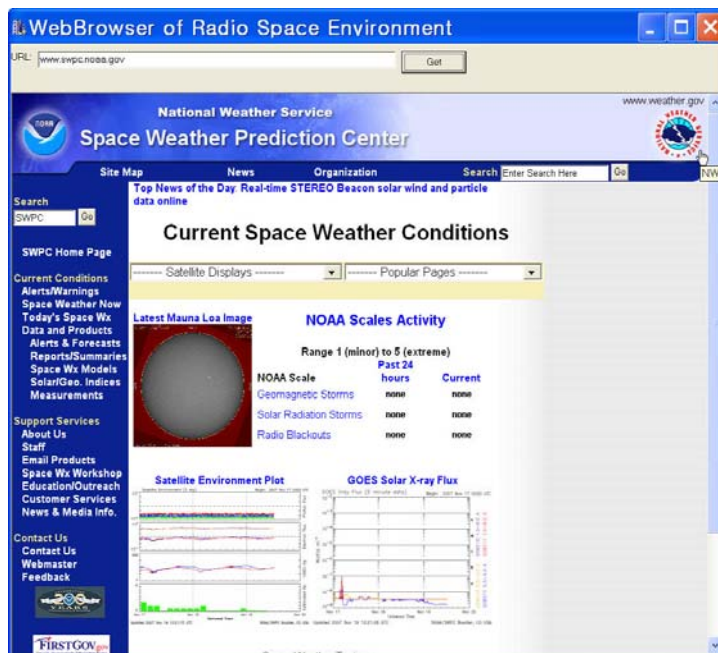 WebBrowser of Radio Space Environment
URL: www.swpc.noaa.gov Get
www.weather.gov
NOAA
National Weather Service
Space Weather Prediction Center
Site Map News Organization Search Enter Search Here Go NW
Search
SWPC Go
SWPC Home Page
Current Conditions
Alerts/Warnings
Space Weather Now
Today's Space Wx
Data and Products
Alerts & Forecasts
Reports/Summaries
Space Wx Models
Solar/Geo. Indices
Measurements
Support Services
About Us
Staff
Email Products
Space Wx Workshop
Education/Outreach
Customer Services
News & Media Info.
Contact Us
Contact Us
Webmaster
Feedback
200
YEARS
FIRSTGOV.gov
Top News of the Day: Real-time STEREO Beacon solar wind and particle
data online
Current Space Weather Conditions
------- Satellite Displays ------- ------- Popular Pages -------
Latest Mauna Loa Image
NOAA Scales Activity
Range 1 (minor) to 5 (extreme)
NOAA Scale Past 24 hours Current
Geomagnetic Storms none none
Solar Radiation Storms none none
Radio Blackouts none none
Satellite Environment Plot
GOES Solar X-ray Flux